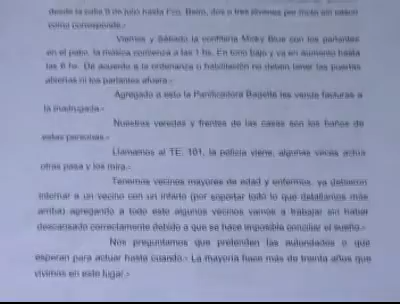 desde la calle 9 de julio hasta Fco. Beiro, dos o tres jóvenes por moto sin casco
como corresponde.-
Viernes y Sábado la confitería Micky Blue con los parlantes
en el patio, la música comienza a las 1 hs. En tono bajo y va en aumento hasta
las 6 hs. De acuerdo a la ordenanza o habilitación no deben tener las puertas
abiertas ni los parlantes afuera.-
Agregado a esto la Panificadora Bagette les vende facturas a
la madrugada.-
Nuestras veredas y frentes de las casas son los baños de
estas personas.-
Llamamos al TE. 101, la policía viene, algunas veces actúa
otras pasa y los mira.-
Tenemos vecinos mayores de edad y enfermos, ya debieron
internar a un vecino con un infarto (por soportar todo lo que detallamos más
arriba) agregando a todo esto algunos vecinos vamos a trabajar sin haber
descansado correctamente debido a que se hace imposible conciliar el sueño.-
Nos preguntamos que pretenden las autoridades o que
esperan para actuar hasta cuando.- La mayoría hace más de treinta años que
vivimos en este lugar.-